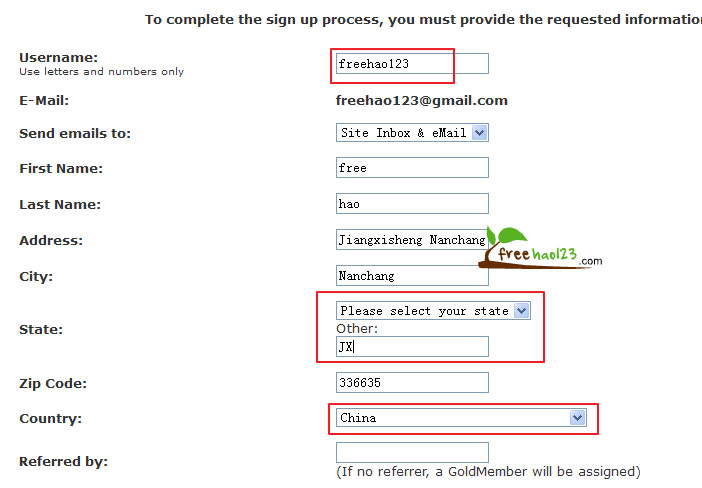 To complete the sign up process, you must provide the requested information
Username:
Use letters and numbers only
freehao123
E-Mail:
freehao123@gmail.com
Send emails to:
Site Inbox & eMail
First Name:
free
Last Name:
hao
Address:
Jiangxisheng Nanchang
freehao123.com
City:
Nanchang
State:
Please select your state
Other:
JX
Zip Code:
336635
Country:
China
Referred by:
(If no referrer, a GoldMember will be assigned)